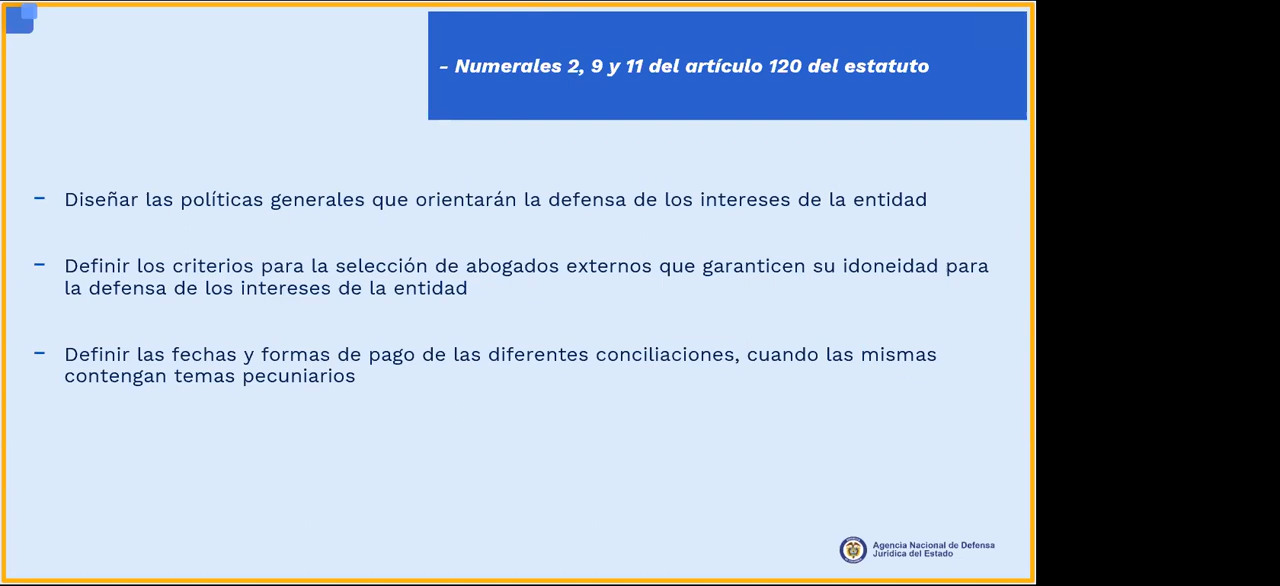 - Numerales 2, 9 y 11 del artículo 120 del estatuto
- Diseñar las políticas generales que orientarán la defensa de los intereses de la entidad
- Definir los criterios para la selección de abogados externos que garanticen su idoneidad para
la defensa de los intereses de la entidad
- Definir las fechas y formas de pago de las diferentes conciliaciones, cuando las mismas
contengan temas pecuniarios
Agencia Nacional de Defensa
Jurídica del Estado